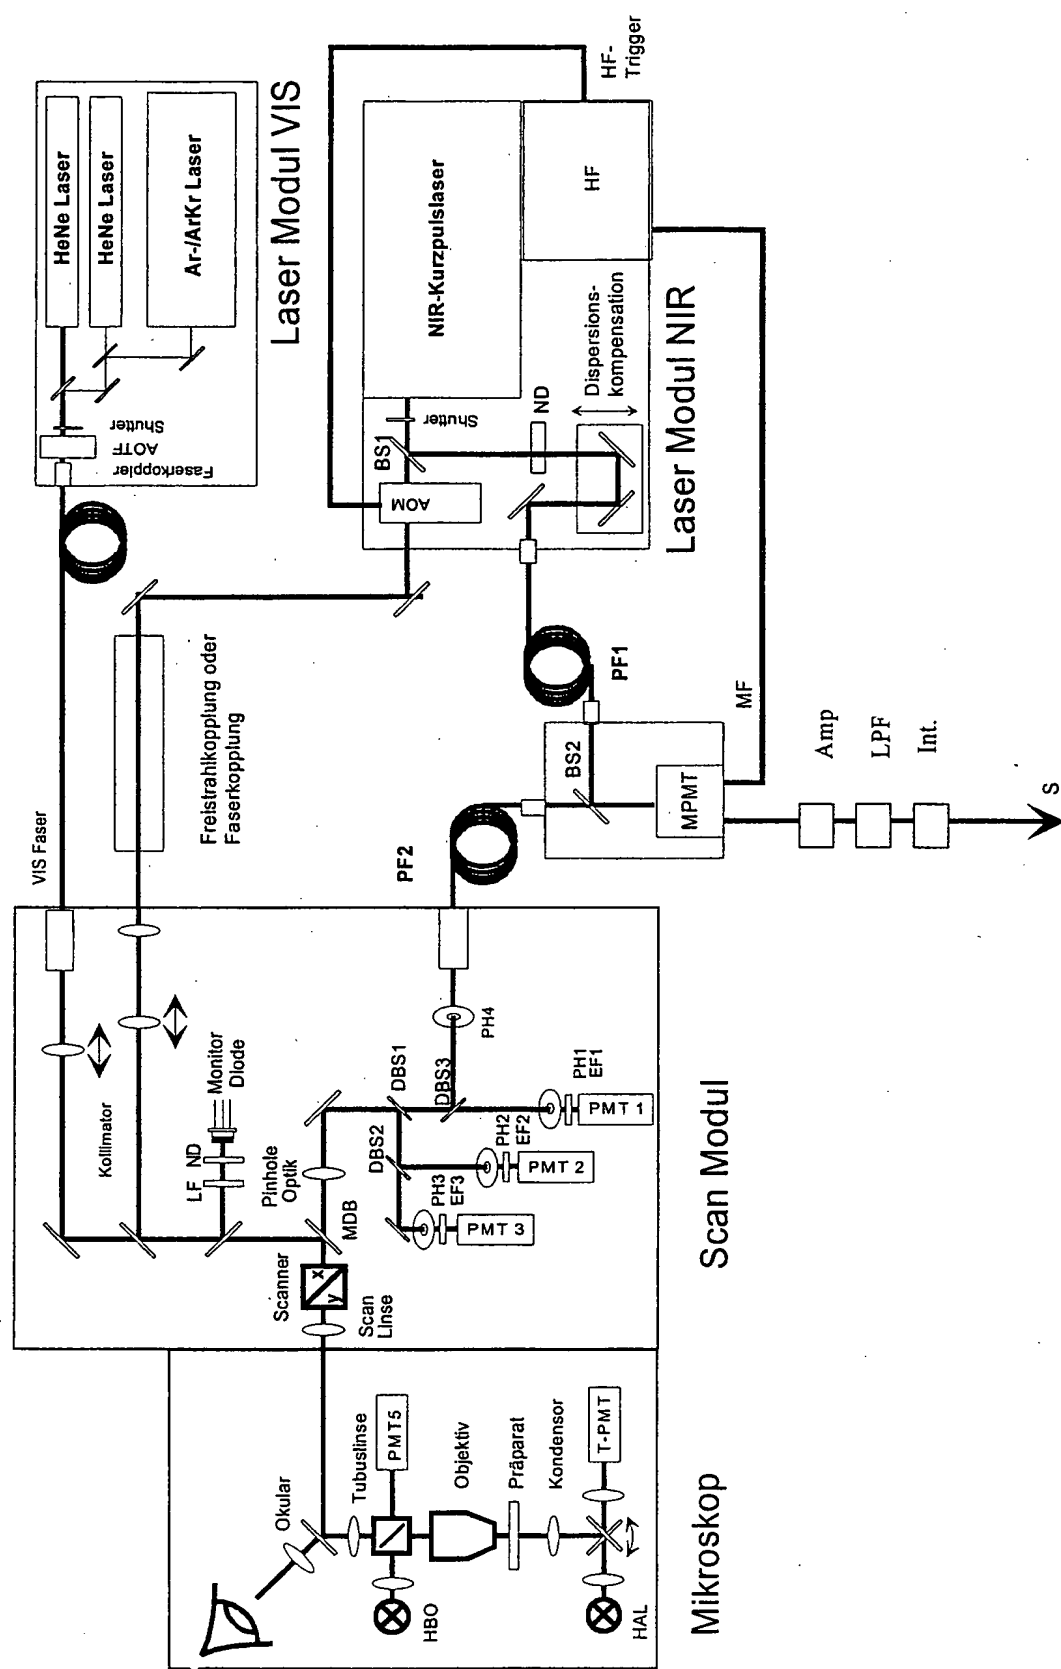 HeNe Laser
HeNe Laser
Ar-/ArKr Laser
Shutter
AOTF
Faserkoppler
Laser Modul VIS
HF-
Trigger
NIR-Kurzpulslaser
HF
Shutter
BS1
AOM
ND
Dispersions-
kompensation
Laser Modul NIR
VIS Faser
Freistrahlkopplung oder
Faserkopplung
PF1
PF2
BS2
MPMT
MF
Amp
LPF
Int.
S
Kollimator
Monitor
Diode
LF
ND
Pinhole
Optik
MDB
DBS1
DBS2
DBS3
PH4
PH1
EF1
PMT 1
PH2
EF2
PMT 2
PH3
EF3
PMT 3
Scanner
x
y
Scan
Linse
Scan Modul
Okular
Tubuslinse
PMT5
HBO
Objektiv
Präparat
Kondensor
T-PMT
HAL
Mikroskop